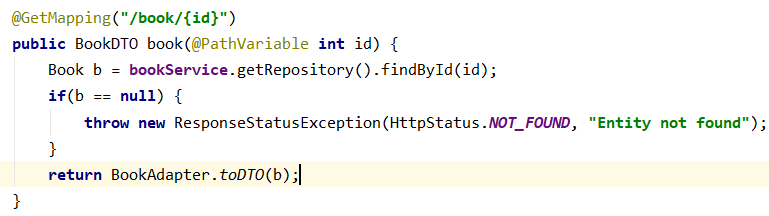 @GetMapping("/book/{id}")
public BookDTO book(@PathVariable int id) {
    Book b = bookService.getRepository().findById(id);
    if(b == null) {
        throw new ResponseStatusException(HttpStatus.NOT_FOUND, "Entity not found");
    }
    return BookAdapter.toDTO(b);
}